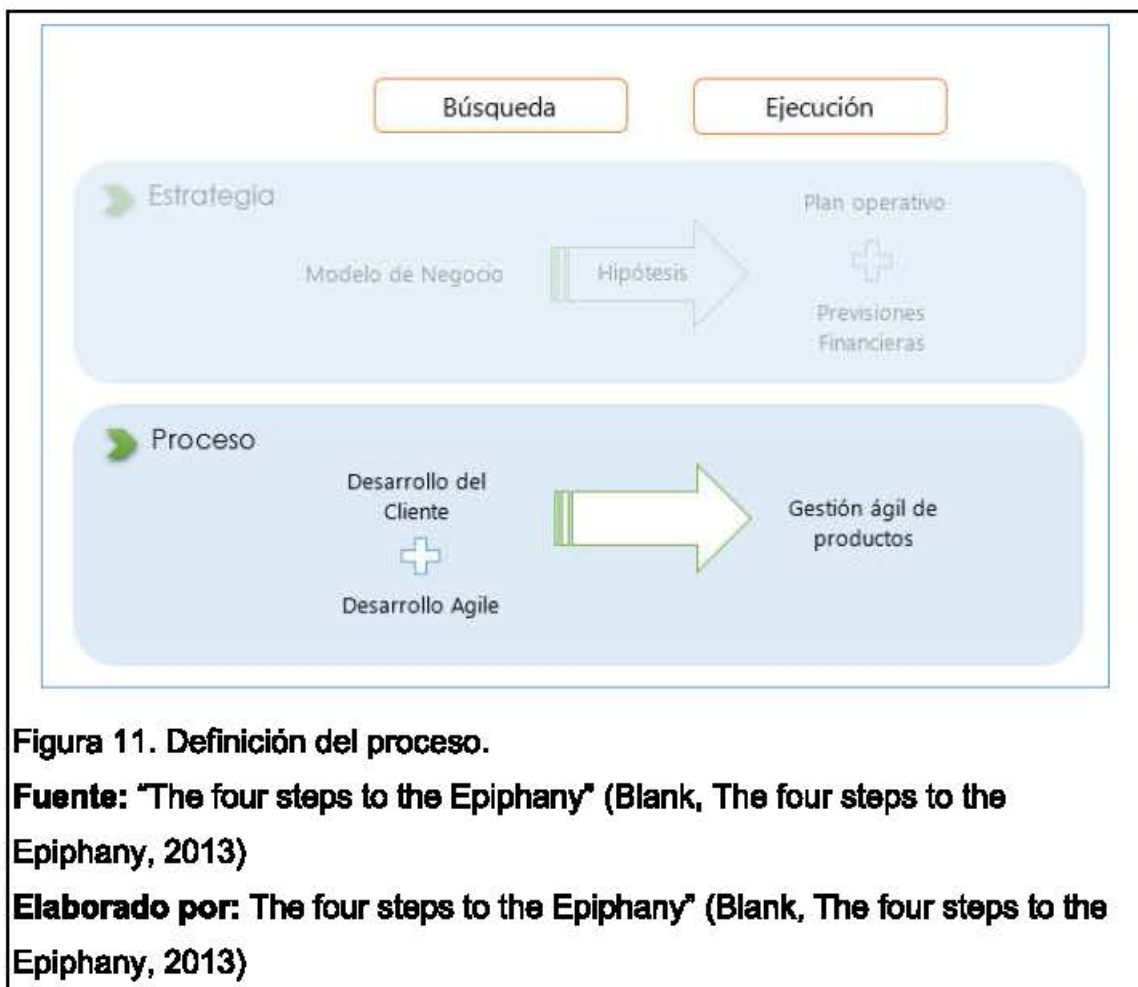 Búsqueda
Ejecución
Estrategia
Plan operativo
Modelo de Negocio
Hipótesis
Previsiones
Financieras
Proceso
Desarrollo del
Cliente
Desarrollo Agile
Gestión ágil de
productos
Figura 11. Definición del proceso.
Fuente: “The four steps to the Epiphany” (Blank, The four steps to the
Epiphany, 2013)
Elaborado por: The four steps to the Epiphany” (Blank, The four steps to the
Epiphany, 2013)